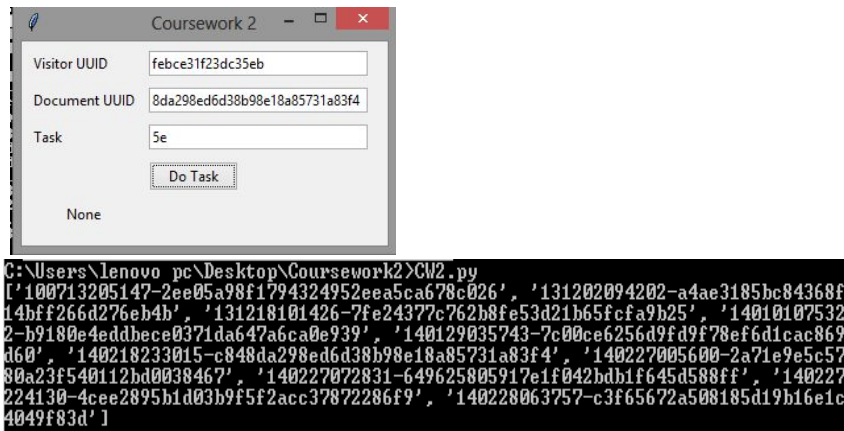 Coursework 2
Visitor UUID febce31f23dc35eb
Document UUID 8da298ed6d38b98e18a85731a83f4
Task 5e
Do Task
None
C:\Users\lenovo pc\Desktop\Coursework2>CW2.py
['100713205147-2ee05a98f1794324952eea5ca678c026', '131202094202-a4ae3185bc84368f
14bff266d276eb4b', '131218101426-7fe24377c762b8fe53d21b65fcfa9b25', '14010107532
2-b9180e4eddbece0371da647a6ca0e939', '140129035743-7c00ce6256d9fd9f78ef6d1cac869
d60', '140218233015-c848da298ed6d38b98e18a85731a83f4', '140227005600-2a71e9e5c57
80a23f540112bd0038467', '140227072831-649625805917e1f042bdb1f645d588ff', '140227
224130-4cee2895b1d03b9f5f2acc37872286f9', '140228063757-c3f65672a508185d19b16e1c
4049f83d']